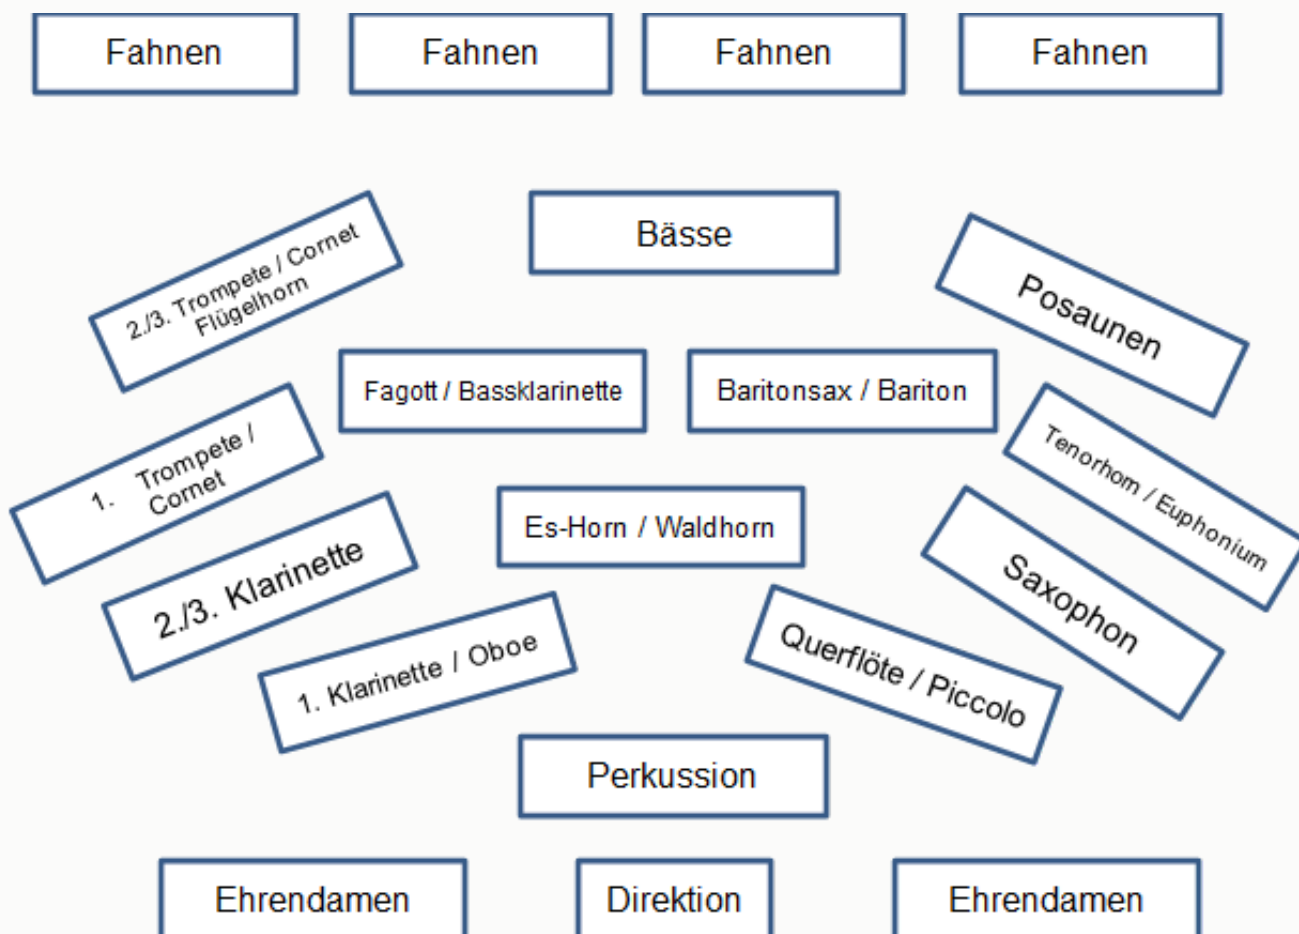 Fahnen
Fahnen
Fahnen
Fahnen
2./3. Trompete / Cornet
Flügelhorn
Bässe
Posaunen
Fagott / Bassklarinette
Baritonsax / Bariton
1. Trompete /
Cornet
Tenorhorn / Euphonium
2./3. Klarinette
Es-Horn / Waldhorn
Saxophon
1. Klarinette / Oboe
Querflöte / Piccolo
Perkussion
Ehrendamen
Direktion
Ehrendamen